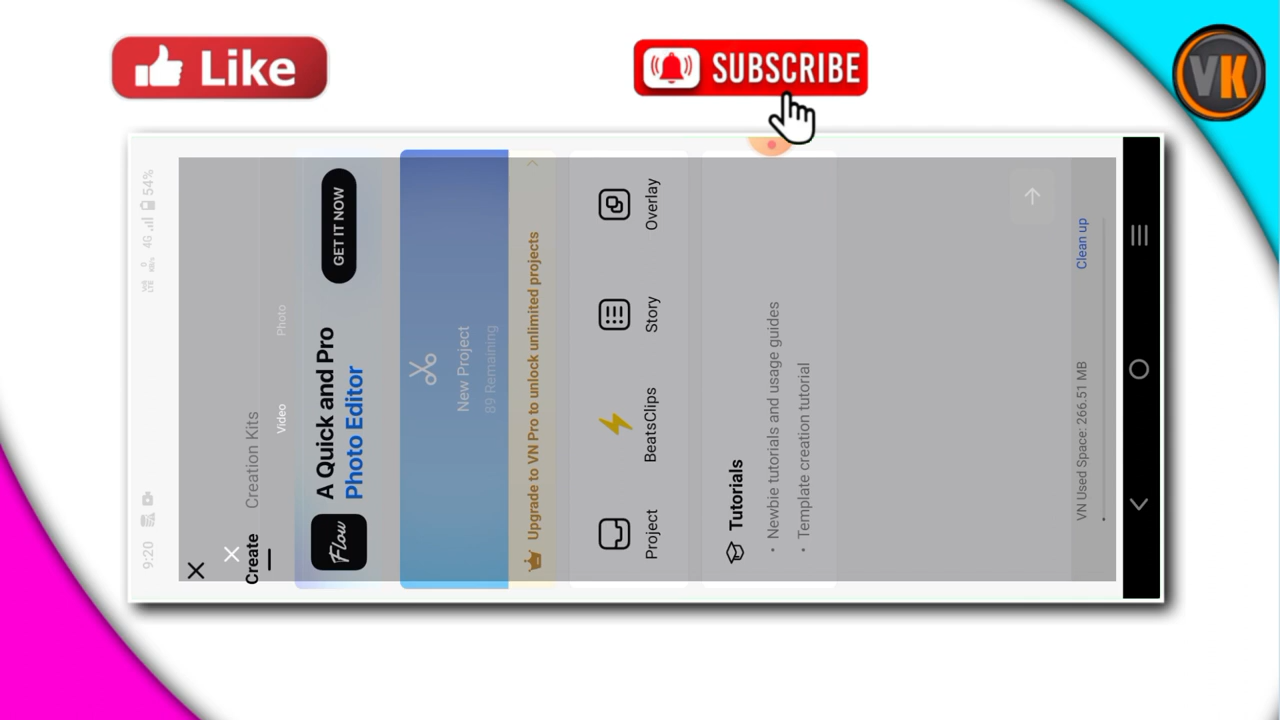 Like
SUBSCRIBE
VK
9:20
4G
54%
Create
Creation Kits
Video
Photo
Flow
A Quick and Pro
Photo Editor
GET IT NOW
New Project
89 Remaining
Upgrade to VN Pro to unlock unlimited projects
Project
BeatsClips
Story
Overlay
Tutorials
• Newbie tutorials and usage guides
• Template creation tutorial
VN Used Space: 266.51 MB
Clean up